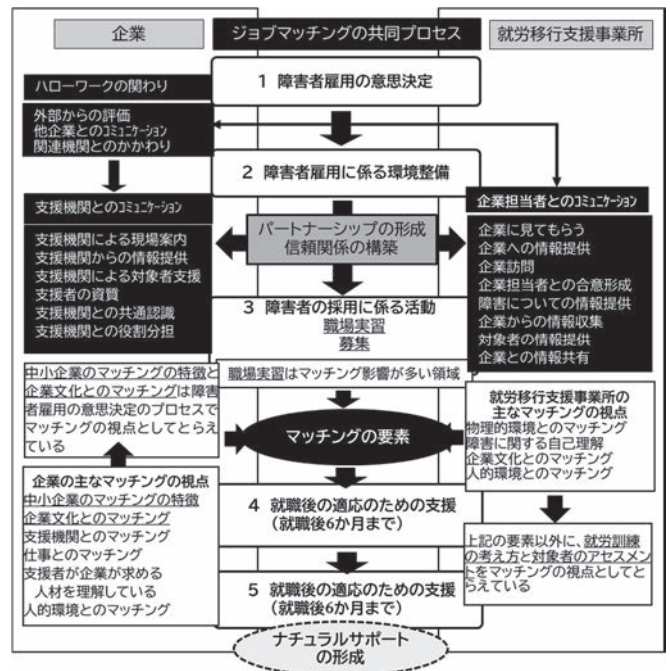 企業
ジョブマッチングの共同プロセス
就労移行支援事業所
ハローワークの関わり
外部からの評価
他企業とのコミュニケーション
関連機関とのかかわり
支援機関とのコミュニケーション
支援機関による現場案内
支援機関からの情報提供
支援機関による対象者支援
支援者の資質
支援機関との共通認識
支援機関との役割分担
中小企業のマッチングの特徴と
企業文化とのマッチングは障害
者雇用の意思決定のプロセスで
マッチングの視点としてとらえ
ている
企業の主なマッチングの視点
中小企業のマッチングの特徴
企業文化とのマッチング
支援機関とのマッチング
仕事とのマッチング
支援者が企業が求める
人材を理解している
人的環境とのマッチング
1 障害者雇用の意思決定
2 障害者雇用に係る環境整備
パートナーシップの形成
信頼関係の構築
3 障害者の採用に係る活動
職場実習
募集
職場実習はマッチング影響が多い領域
マッチングの要素
4 就職後の適応のための支援
(就職後6か月まで)
5 就職後の適応のための支援
(就職後6か月まで)
ナチュラルサポート
の形成
企業担当者とのコミュニケーション
企業に見てもらう
企業への情報提供
企業訪問
企業担当者との合意形成
障害についての情報提供
企業からの情報収集
対象者の情報提供
企業との情報共有
就労移行支援事業所の
主なマッチングの視点
物理的環境とのマッチング
障害に関する自己理解
企業文化とのマッチング
人的環境とのマッチング
上記の要素以外に、就労訓練
の考え方と対象者のアセスメン
トをマッチングの視点としてと
らえている